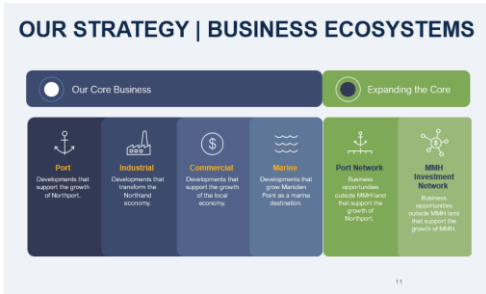 OUR STRATEGY | BUSINESS ECOSYSTEMS
Our Core Business
Expanding the Core
Port
Developments that
support the growth
of Northport.
Industrial
Developments that
transform the
Northland
economy.
Commercial
Developments that
support the growth
of the local
economy.
Marine
Developments that
grow Marsden
Point as a marine
destination.
Port Network
Business
opportunities
outside MMH land
that support the
growth of
Northport.
MMH
Investment
Network
Business
opportunities
outside MMH land
that support the
growth of MMH.
11